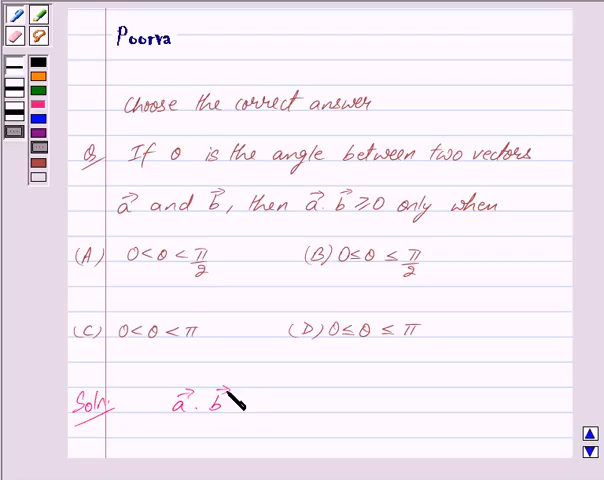 Poorva
Choose the correct answer
Q If θ is the angle between two vectors
a⃗ and b⃗, then a⃗ . b⃗ ≥ 0 only when
(A) 0 < θ < π/2 (B) 0 ≤ θ ≤ π/2
(C) 0 < θ < π (D) 0 ≤ θ ≤ π
Soln. a⃗ . b⃗